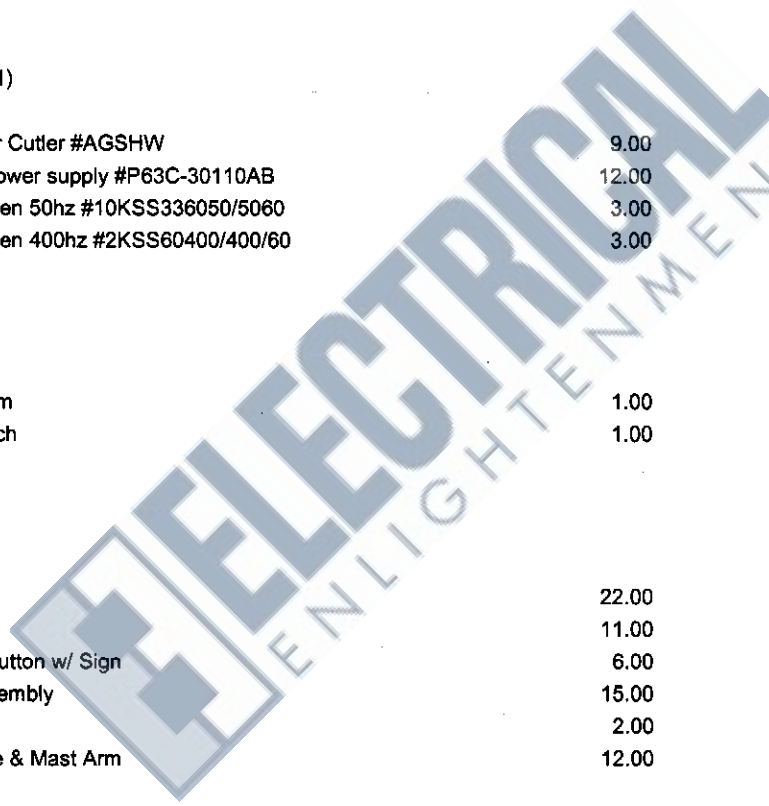 r Cutler #AGSHW 9.00
ower supply #P63C-30110AB 12.00
en 50hz #10KSS336050/5060 3.00
en 400hz #2KSS60400/400/60 3.00
m 1.00
ch 1.00
22.00
11.00
utton w/ Sign 6.00
embly 15.00
2.00
e & Mast Arm 12.00
ELECTRICAL
ENLIGHTENMEN